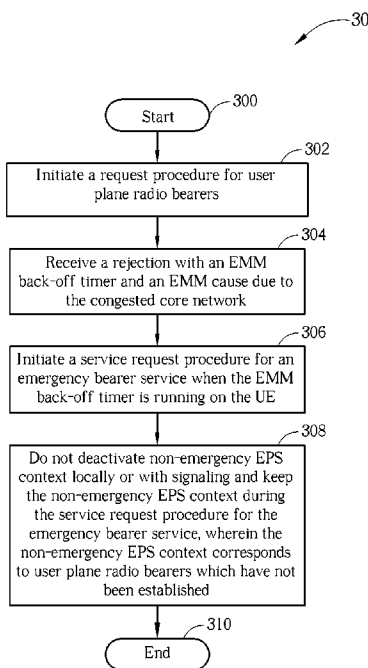 30
300
Start
302
Initiate a request procedure for user
plane radio bearers
304
Receive a rejection with an EMM
back-off timer and an EMM cause due to
the congested core network
306
Initiate a service request procedure for an
emergency bearer service when the EMM
back-off timer is running on the UE
308
Do not deactivate non-emergency EPS
context locally or with signaling and keep
the non-emergency EPS context during
the service request procedure for the
emergency bearer service, wherein the
non-emergency EPS context corresponds
to user plane radio bearers which have not
been established
310
End